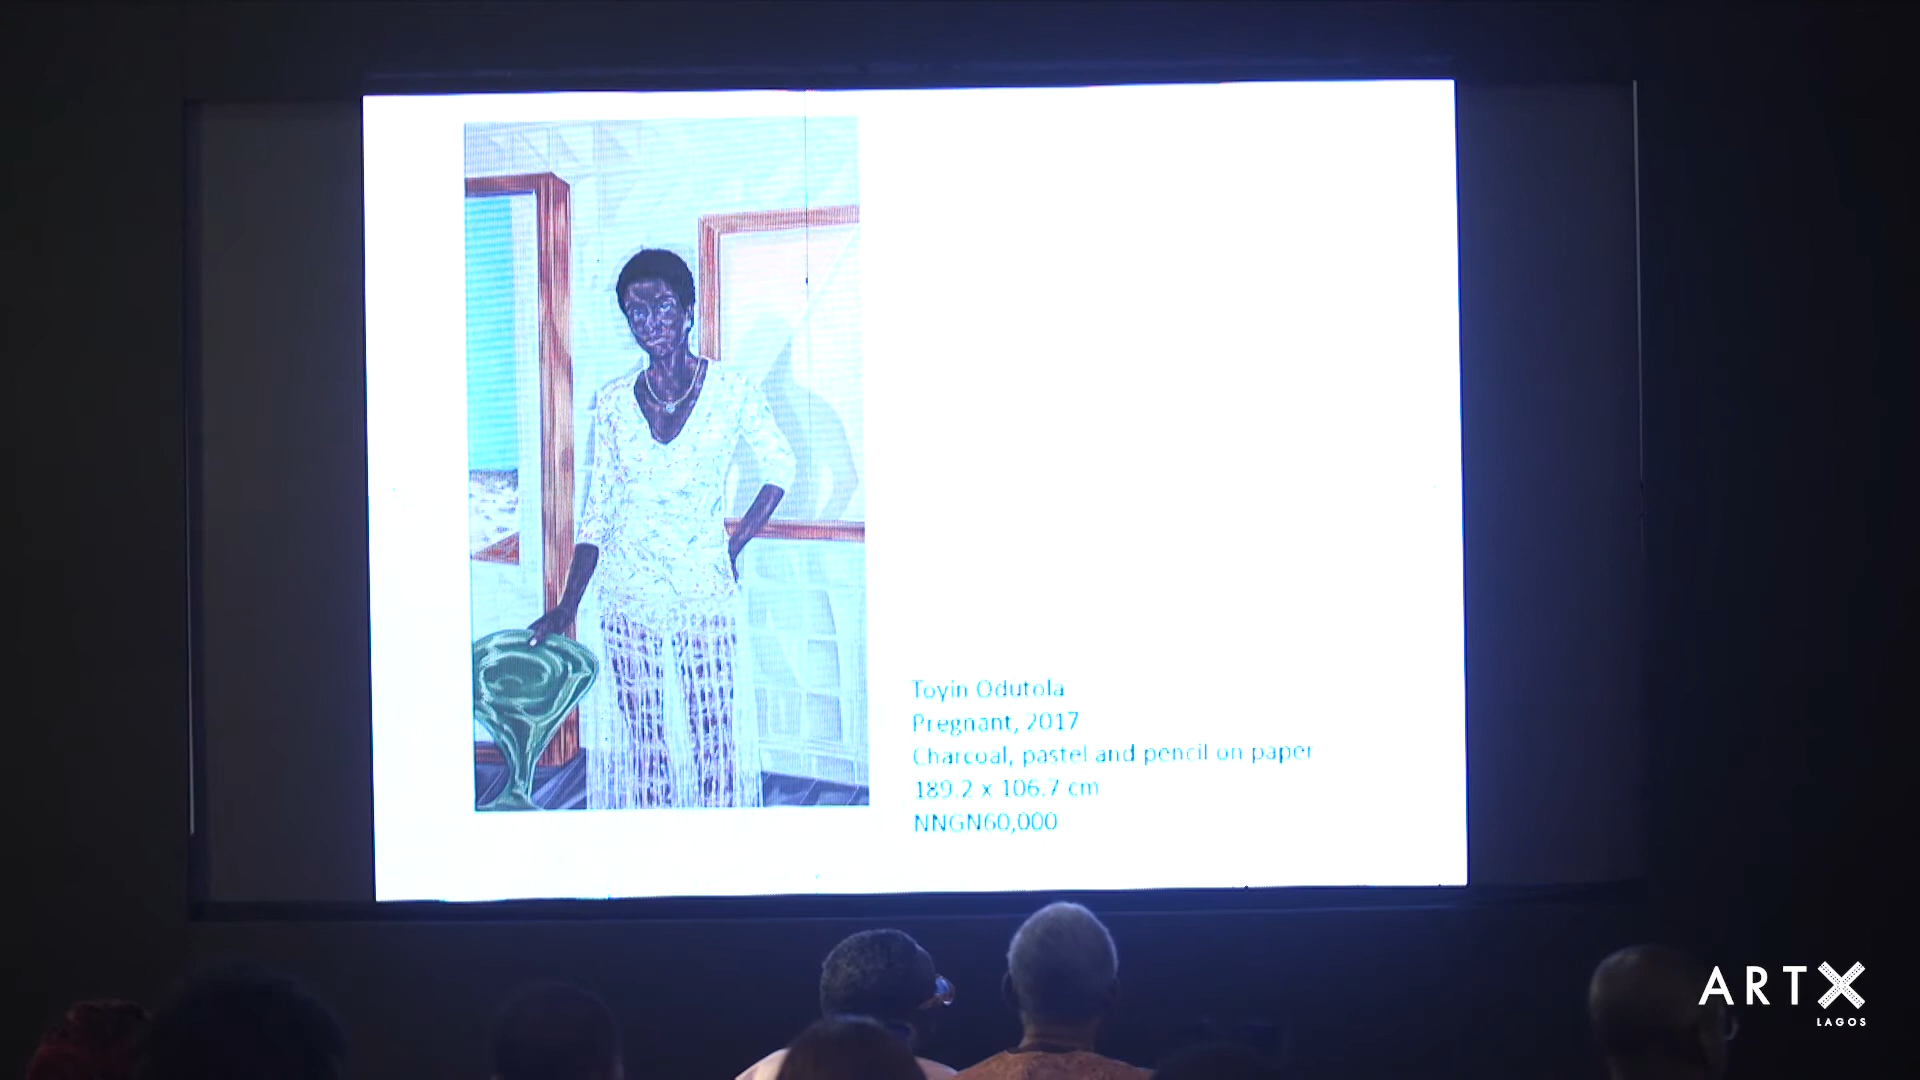 Toyin Odutola
Pregnant, 2017
Charcoal, pastel and pencil on paper
189.2 x 106.7 cm
NNGN60,000
ARTX
LAGOS